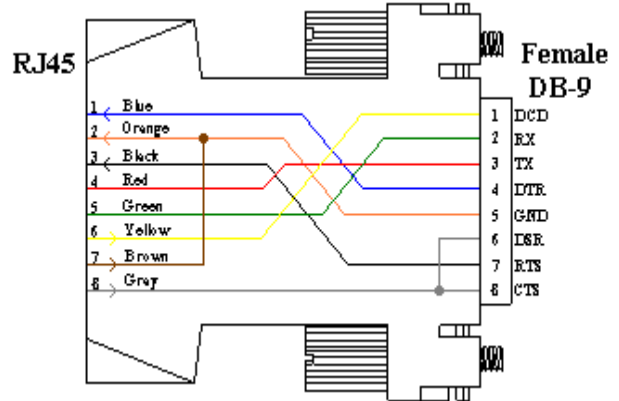 RJ45
Female
DB-9
1 Blue
2 Orange
3 Black
4 Red
5 Green
6 Yellow
7 Brown
8 Grey
1 DCD
2 RX
3 TX
4 DTR
5 GND
6 DSR
7 RTS
8 CTS